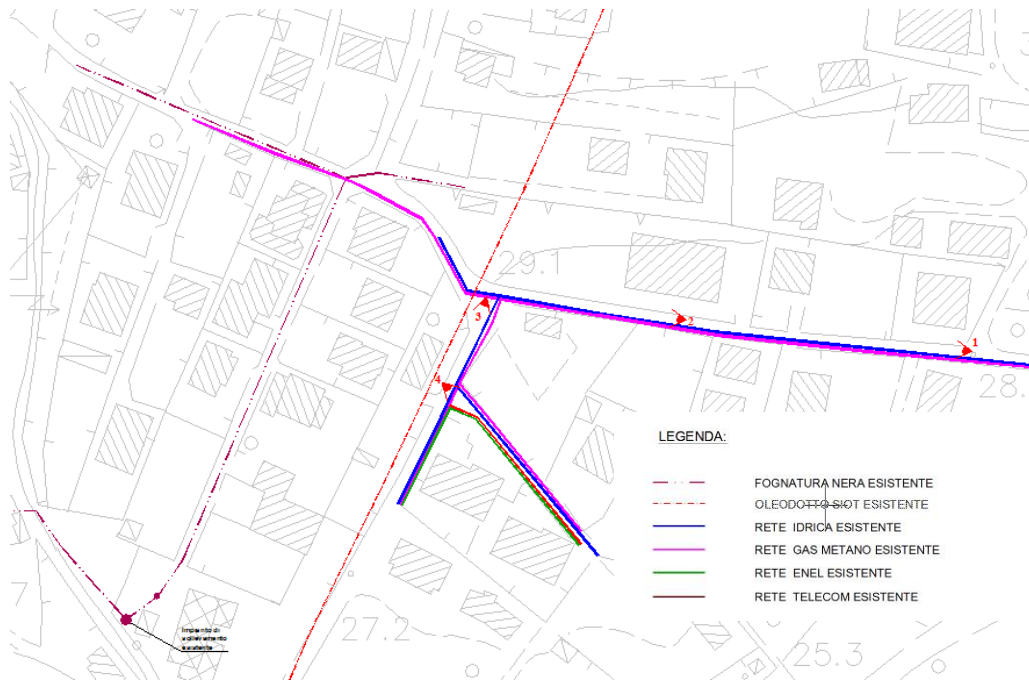 29.1
3
2
1
28.
4
LEGENDA:
FOGNATURA NERA ESISTENTE
OLEODOTTO SIOT ESISTENTE
RETE IDRICA ESISTENTE
RETE GAS METANO ESISTENTE
RETE ENEL ESISTENTE
RETE TELECOM ESISTENTE
Impianto di
sollevamento
esistente
27.2
25.3